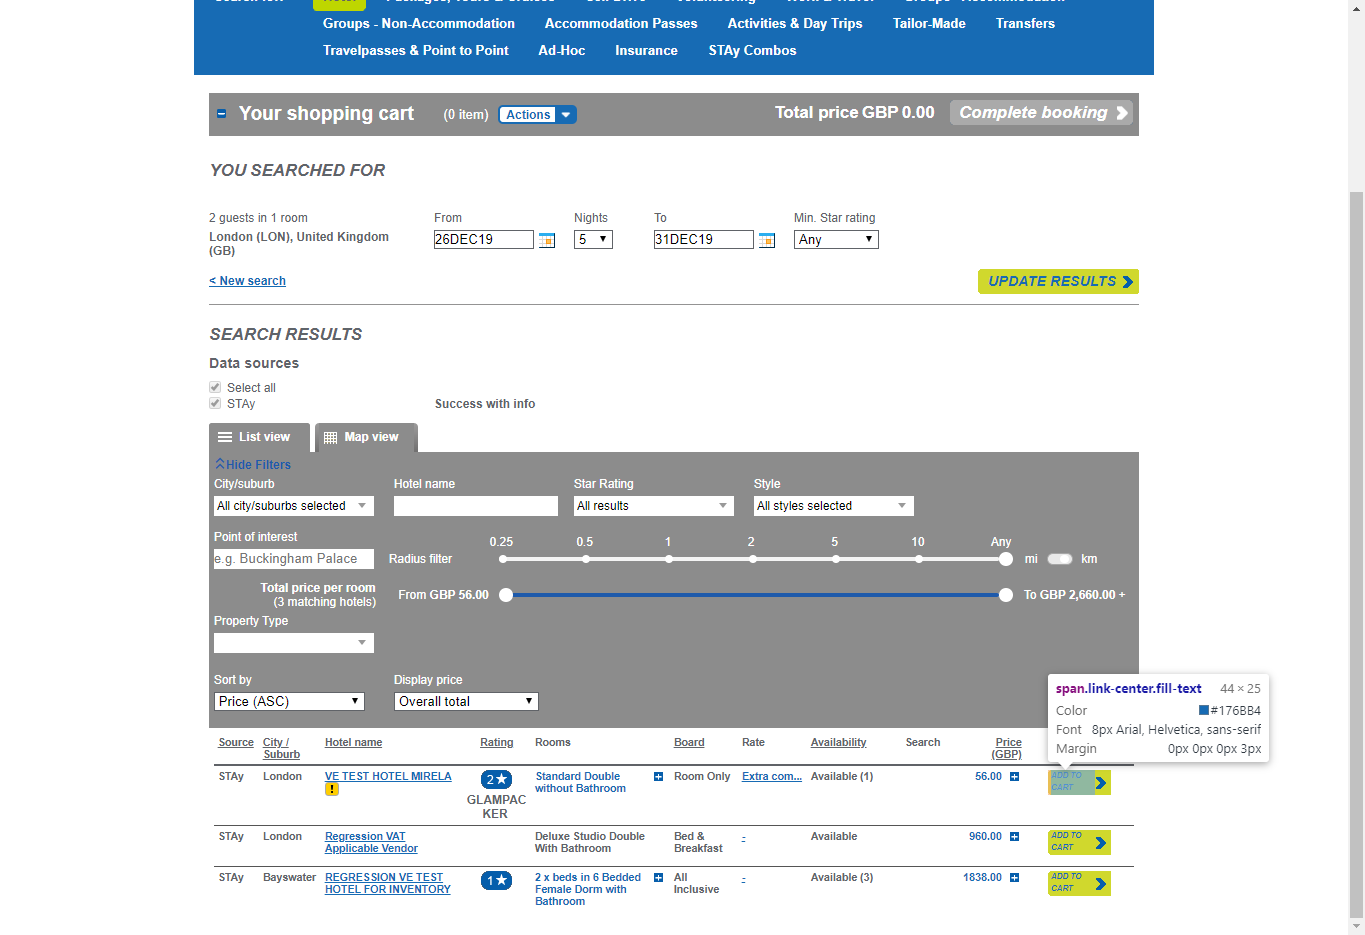 Hotel
Groups - Non-Accommodation Accommodation Passes Activities & Day Trips Tailor-Made Transfers
Travelpasses & Point to Point Ad-Hoc Insurance STAy Combos
Your shopping cart (0 item) Actions Total price GBP 0.00 Complete booking
YOU SEARCHED FOR
2 guests in 1 room From Nights To Min. Star rating
London (LON), United Kingdom
(GB)
26DEC19 5 31DEC19 Any
< New search UPDATE RESULTS
SEARCH RESULTS
Data sources
Select all
STAy Success with info
List view Map view
Hide Filters
City/suburb Hotel name Star Rating Style
All city/suburbs selected All results All styles selected
Point of interest 0.25 0.5 1 2 5 10 Any
e.g. Buckingham Palace Radius filter mi km
Total price per room
(3 matching hotels) From GBP 56.00 To GBP 2,660.00 +
Property Type
Sort by Display price
Price (ASC) Overall total
span.link-center.fill-text 44 × 25
Color #176BB4
Font 8px Arial, Helvetica, sans-serif
Margin 0px 0px 0px 3px
Source City / Suburb Hotel name Rating Rooms Board Rate Availability Search Price (GBP)
STAy London VE TEST HOTEL MIRELA ! 2 GLAMPAC KER Standard Double without Bathroom Room Only Extra com... Available (1) 56.00 ADD TO CART
STAy London Regression VAT Applicable Vendor Deluxe Studio Double With Bathroom Bed & Breakfast - Available 960.00 ADD TO CART
STAy Bayswater REGRESSION VE TEST HOTEL FOR INVENTORY 1 2 x beds in 6 Bedded Female Dorm with Bathroom All Inclusive - Available (3) 1838.00 ADD TO CART